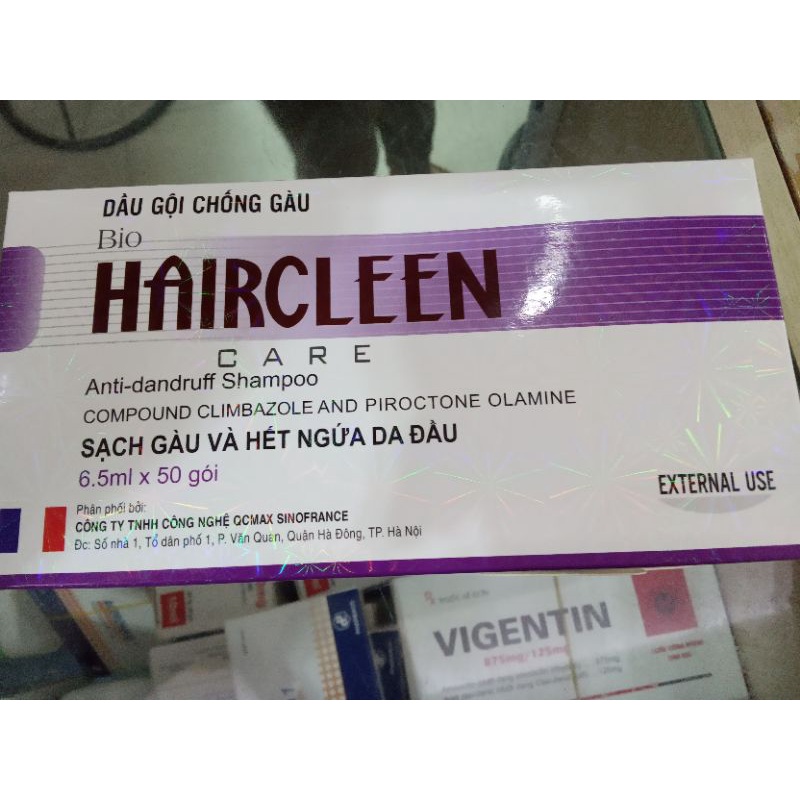 DẦU GỘI CHỐNG GÀU
Bio
HAIRCLEEN
CARE
Anti-dandruff Shampoo
COMPOUND CLIMBAZOLE AND PIROCTONE OLAMINE
SẠCH GÀU VÀ HẾT NGỨA DA ĐẦU
6.5ml x 50 gói
EXTERNAL USE
Phân phối bởi:
CÔNG TY TNHH CÔNG NGHỆ QCMAX SINOFRANCE
Đc: Số nhà 1, Tổ dân phố 1, P. Văn Quán, Quận Hà Đông, TP. Hà Nội
VIGENTIN
875mg/125mg